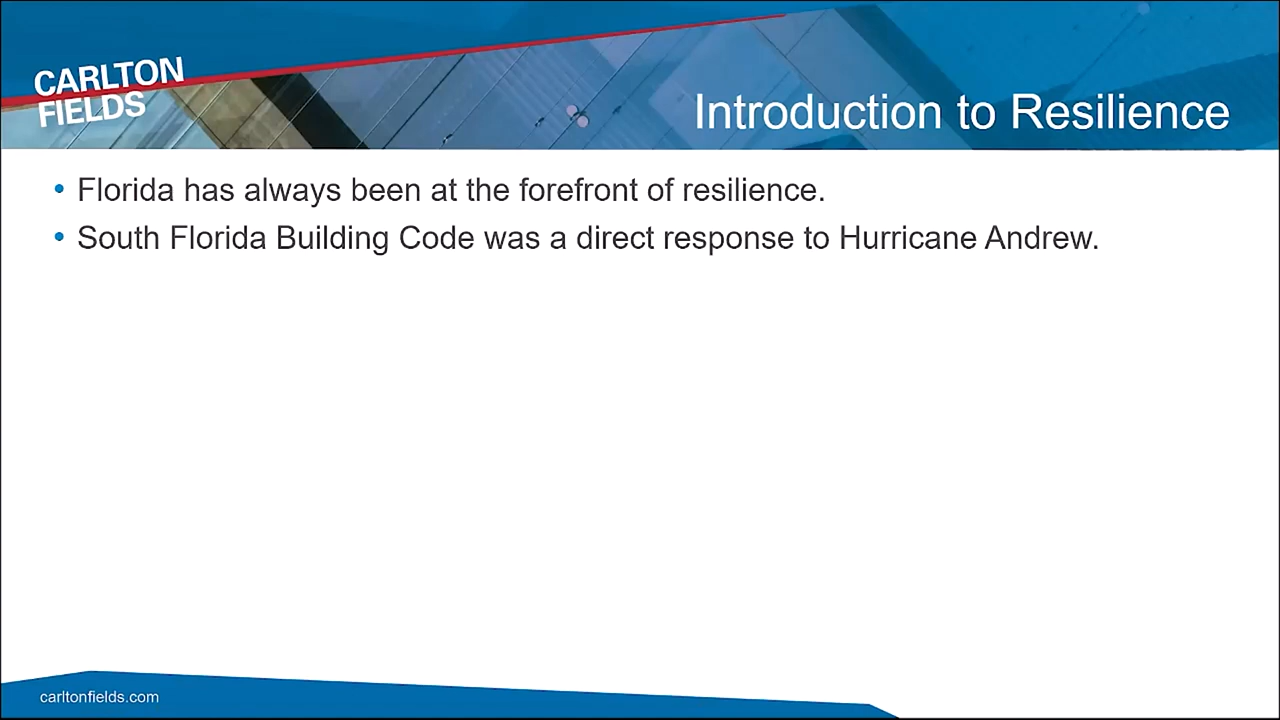 CARLTON
FIELDS
Introduction to Resilience
• Florida has always been at the forefront of resilience.
• South Florida Building Code was a direct response to Hurricane Andrew.
carltonfields.com